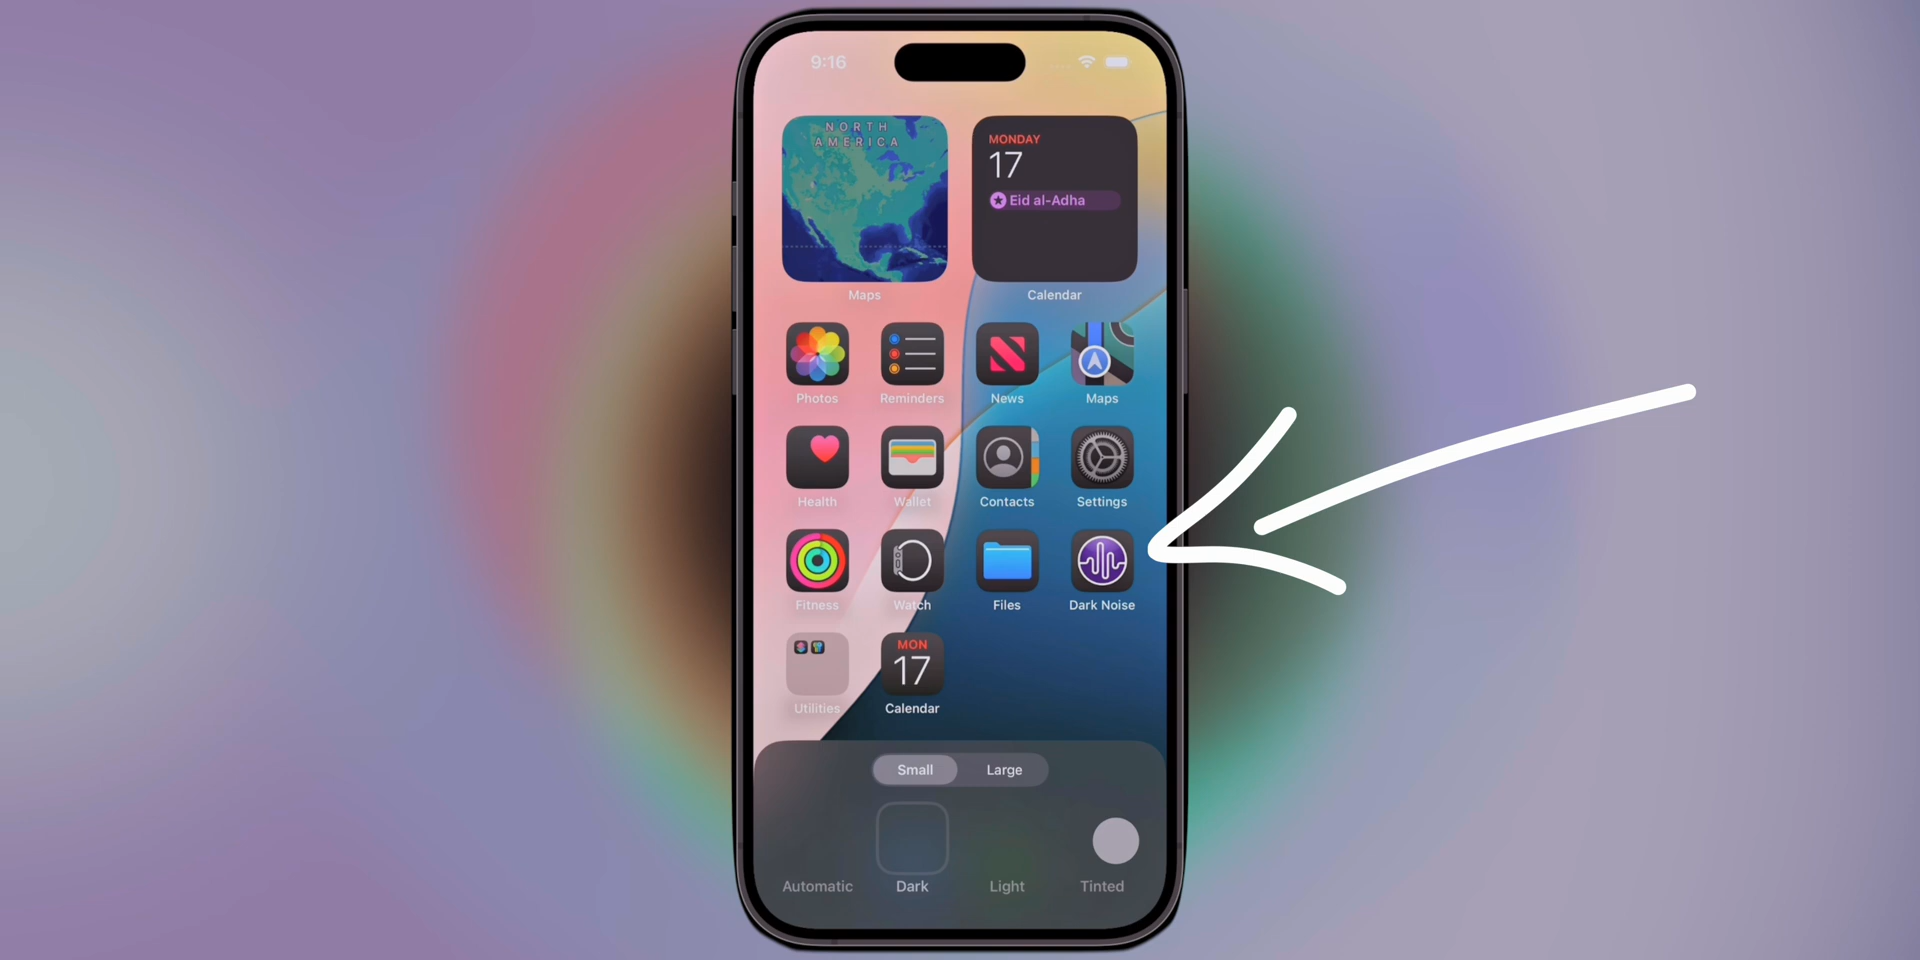 9:16
NORTH
AMERICA
MONDAY
17
Eid al-Adha
Maps
Calendar
Photos
Reminders
News
Maps
Health
Wallet
Contacts
Settings
Fitness
Watch
Files
Dark Noise
MON
17
Utilities
Calendar
Small
Large
Automatic
Dark
Light
Tinted